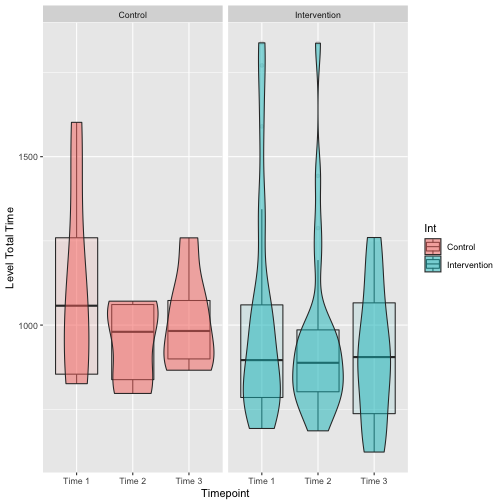 Control
Intervention
1500
1000
Level Total Time
Time 1
Time 2
Time 3
Time 1
Time 2
Time 3
Timepoint
Int
Control
Intervention